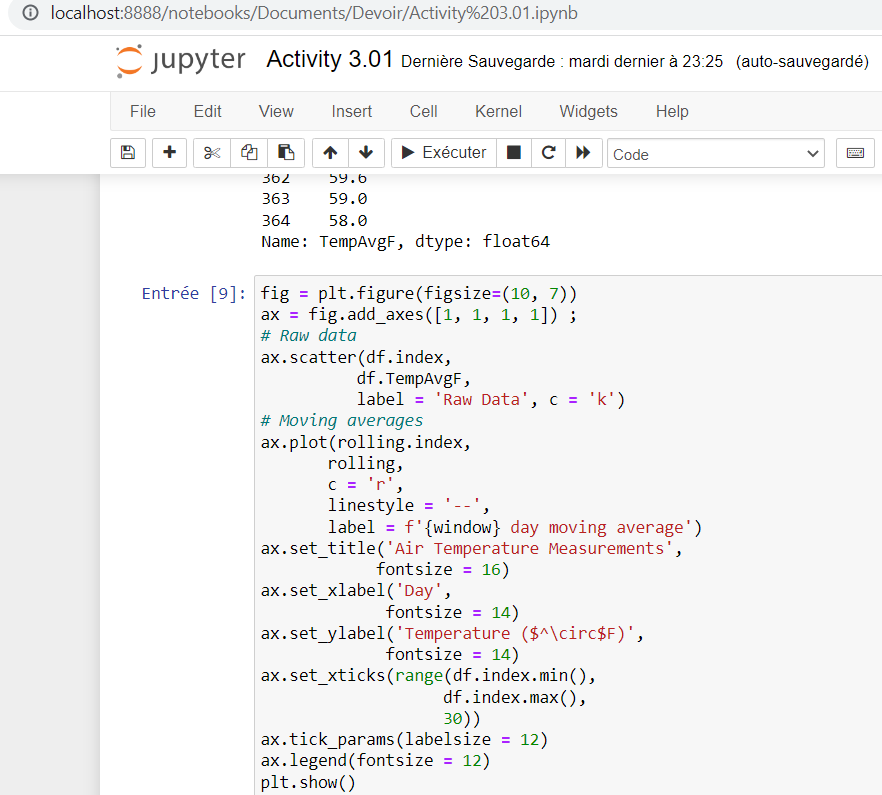 localhost:8888/notebooks/Documents/Devoir/Activity%203.01.ipynb
jupyter Activity 3.01 Dernière Sauvegarde : mardi dernier à 23:25 (auto-sauvegardé)
File Edit View Insert Cell Kernel Widgets Help
Exécuter Code
362 59.6
363 59.0
364 58.0
Name: TempAvgF, dtype: float64
Entrée [9]: fig = plt.figure(figsize=(10, 7))
ax = fig.add_axes([1, 1, 1, 1]) ;
# Raw data
ax.scatter(df.index,
df.TempAvgF,
label = 'Raw Data', c = 'k')
# Moving averages
ax.plot(rolling.index,
rolling,
c = 'r',
linestyle = '--',
label = f'{window} day moving average')
ax.set_title('Air Temperature Measurements',
fontsize = 16)
ax.set_xlabel('Day',
fontsize = 14)
ax.set_ylabel('Temperature ($^\circ$F)',
fontsize = 14)
ax.set_xticks(range(df.index.min(),
df.index.max(),
30))
ax.tick_params(labelsize = 12)
ax.legend(fontsize = 12)
plt.show()